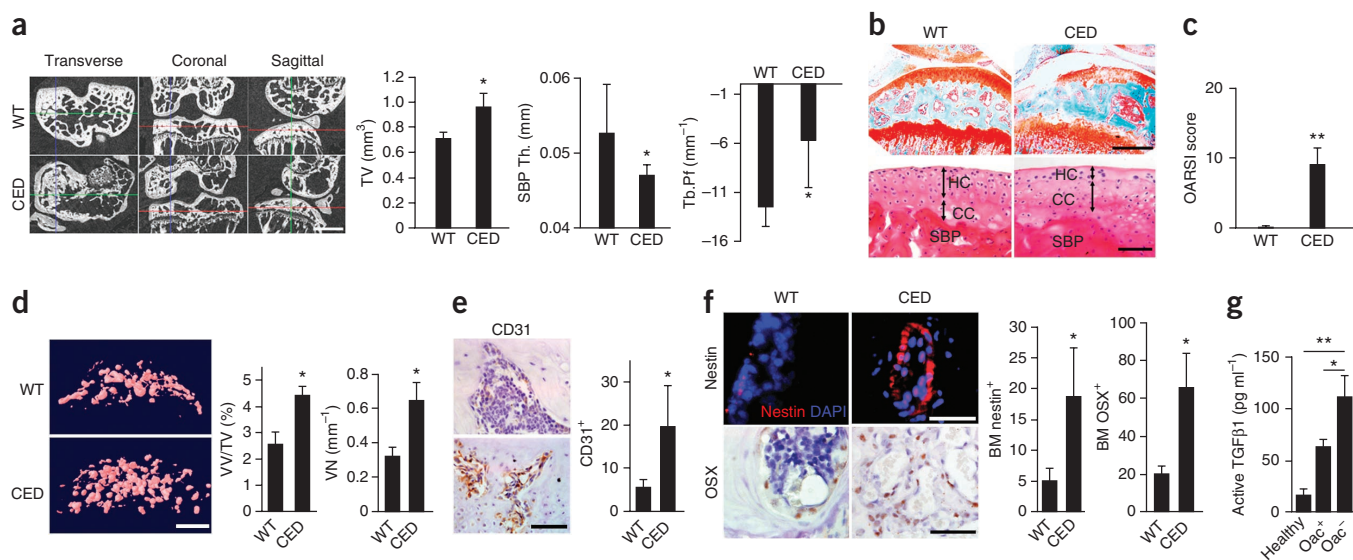 a
Transverse Coronal Sagittal
WT
CED
TV (mm³)
1.2
1.0
0.8
0.6
0.4
0.2
0
*
WT CED
SBP Th. (mm)
0.06
0.05
0.04
*
WT CED
Tb.Pf (mm⁻¹)
WT CED
−1
−6
−11
−16
*
b
WT CED
HC
CC
SBP
HC
CC
SBP
c
OARSI score
20
10
0
**
WT CED
d
WT
CED
VV/TV (%)
6
5
4
3
2
1
0
*
WT
CED
VN (mm⁻¹)
0.8
0.6
0.4
0.2
0
*
WT
CED
e
CD31
CD31⁺
40
30
20
10
0
*
WT
CED
f
WT CED
Nestin
Nestin DAPI
OSX
BM nestin⁺
30
25
20
15
10
5
0
*
WT
CED
BM OSX⁺
100
80
60
40
20
0
*
WT
CED
g
Active TGFβ1 (pg ml⁻¹)
150
100
50
0
**
*
Healthy
Oac⁺
Oac⁻